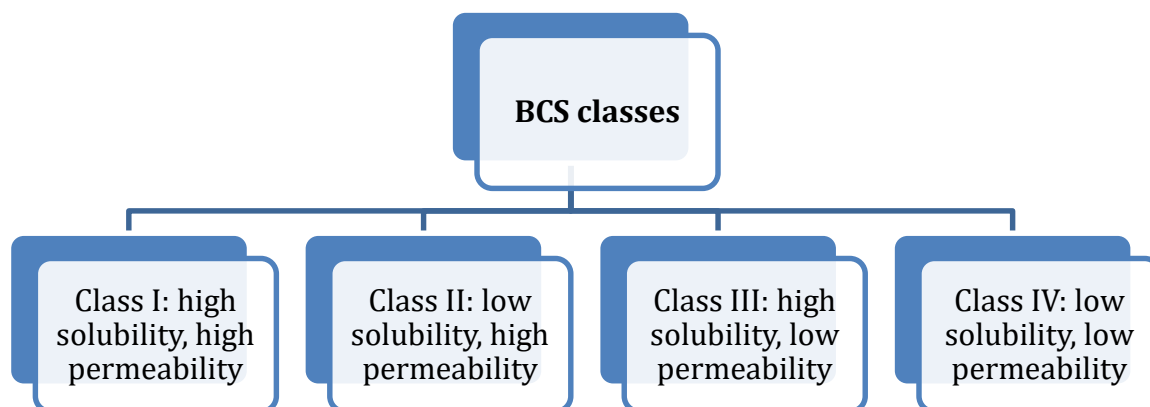 BCS classes
Class I: high
solubility, high
permeability
Class II: low
solubility, high
permeability
Class III: high
solubility, low
permeability
Class IV: low
solubility, low
permeability